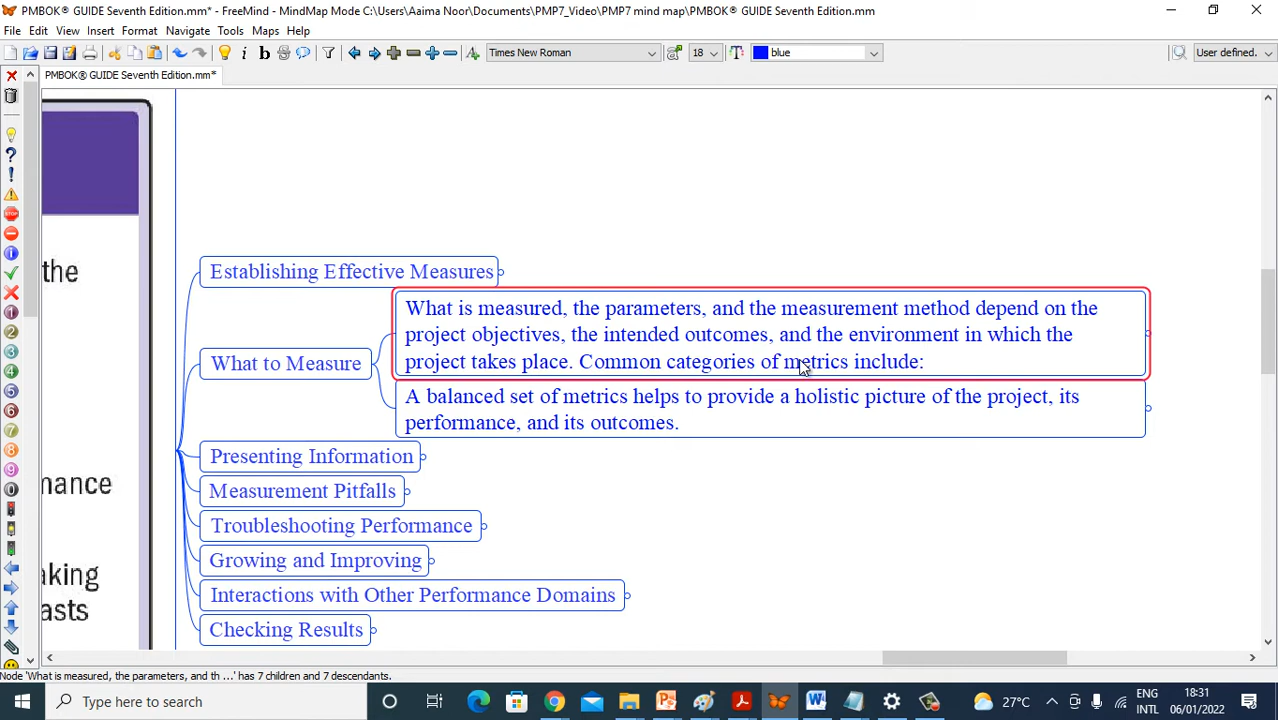 PMBOK® GUIDE Seventh Edition.mm* - FreeMind - MindMap Mode C:\Users\Aaima Noor\Documents\PMP7_Video\PMP7 mind map\PMBOK® GUIDE Seventh Edition.mm
File Edit View Insert Format Navigate Tools Maps Help
Times New Roman 18 blue User defined.
PMBOK® GUIDE Seventh Edition.mm*
the
mance
aking
asts
Establishing Effective Measures
What to Measure
What is measured, the parameters, and the measurement method depend on the
project objectives, the intended outcomes, and the environment in which the
project takes place. Common categories of metrics include:
A balanced set of metrics helps to provide a holistic picture of the project, its
performance, and its outcomes.
Presenting Information
Measurement Pitfalls
Troubleshooting Performance
Growing and Improving
Interactions with Other Performance Domains
Checking Results
Node 'What is measured, the parameters, and th ...' has 7 children and 7 descendants.
Type here to search
27°C
ENG
INTL
18:31
06/01/2022